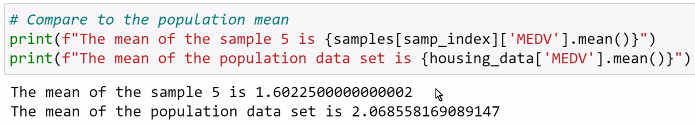 # Compare to the population mean
print(f"The mean of the sample 5 is {samples[samp_index]['MEDV'].mean()}")
print(f"The mean of the population data set is {housing_data['MEDV'].mean()}")
The mean of the sample 5 is 1.6022500000000002
The mean of the population data set is 2.068558169089147